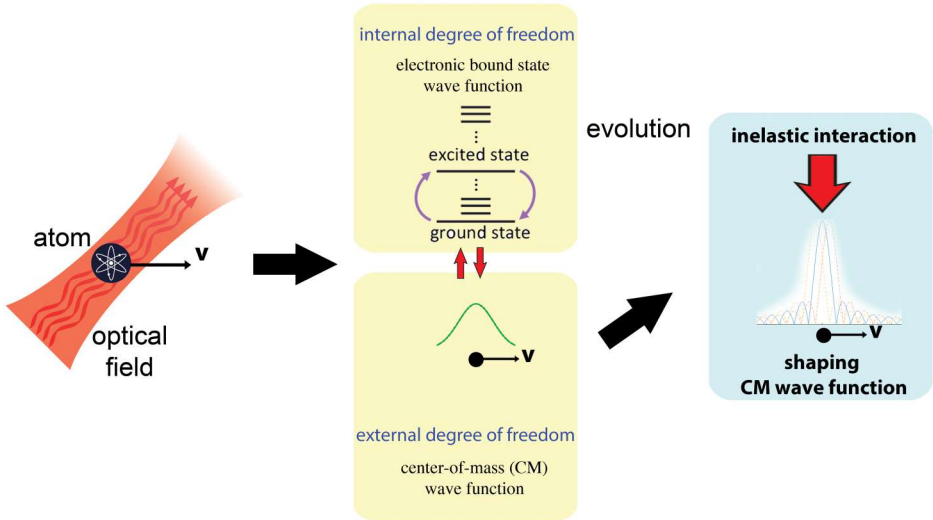 atom
v
optical
field
internal degree of freedom
electronic bound state
wave function
excited state
ground state
v
external degree of freedom
center-of-mass (CM)
wave function
evolution
inelastic interaction
v
shaping
CM wave function